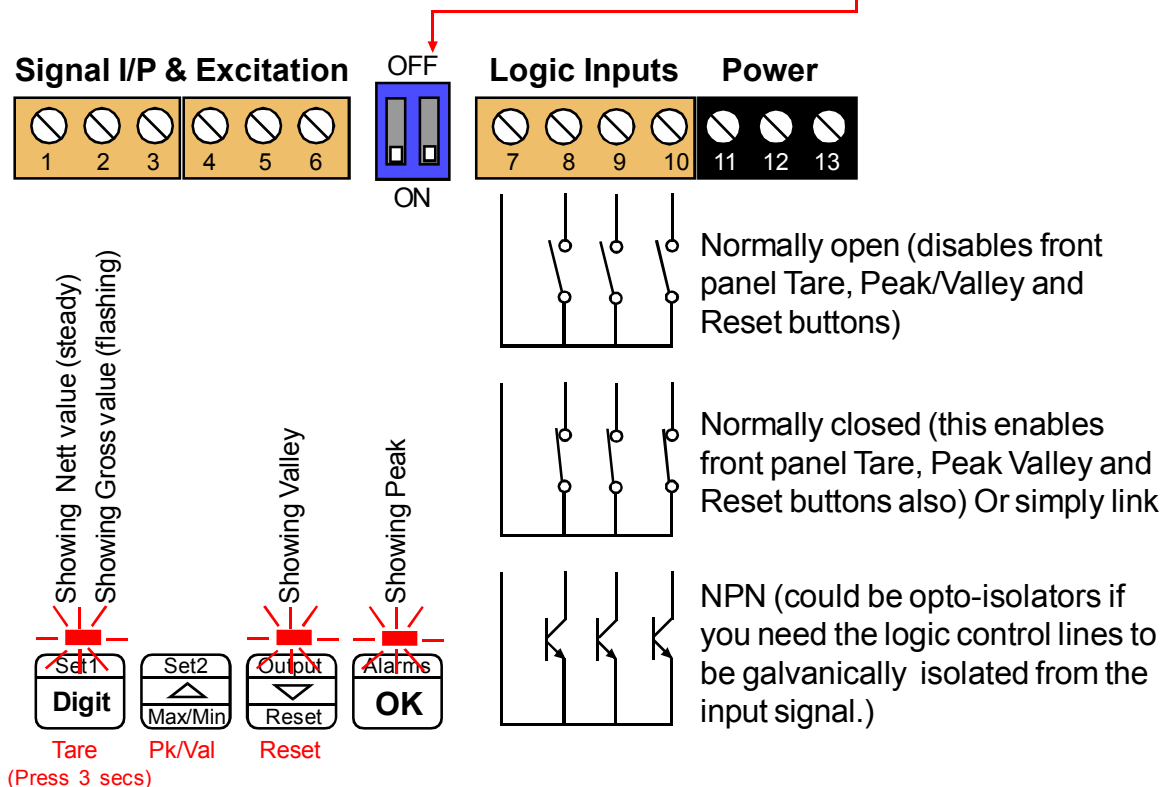 Signal I/P & Excitation
OFF
Logic Inputs
Power
1 2 3 4 5 6
7 8 9 10 11 12 13
ON
Normally open (disables front
panel Tare, Peak/Valley and
Reset buttons)
Normally closed (this enables
front panel Tare, Peak Valley and
Reset buttons also) Or simply link
NPN (could be opto-isolators if
you need the logic control lines to
be galvanically isolated from the
input signal.)
Showing Nett value (steady)
Showing Gross value (flashing)
Showing Valley
Showing Peak
Set1
Digit
Set2
Max/Min
Output
Reset
Alarms
OK
Tare
(Press 3 secs)
Pk/Val
Reset